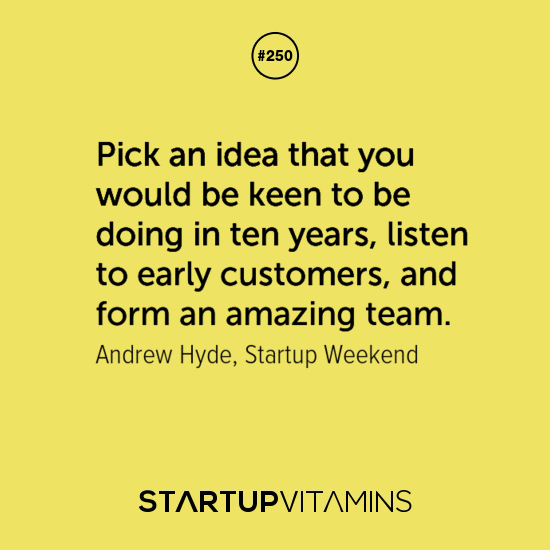 #250
Pick an idea that you
would be keen to be
doing in ten years, listen
to early customers, and
form an amazing team.
Andrew Hyde, Startup Weekend
STARTUPVITAMINS